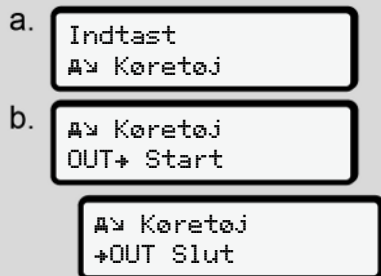 a.
Indtast
A↘ Køretøj
b.
A↘ Køretøj
OUT→ Start
A↘ Køretøj
→OUT Slut